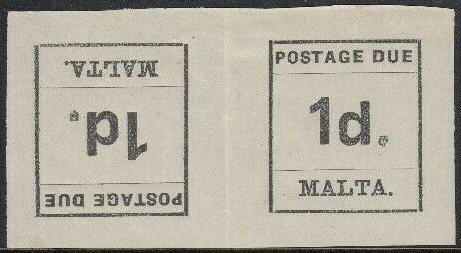 MALTA.
1d.
POSTAGE DUE
POSTAGE DUE
1d.
MALTA.